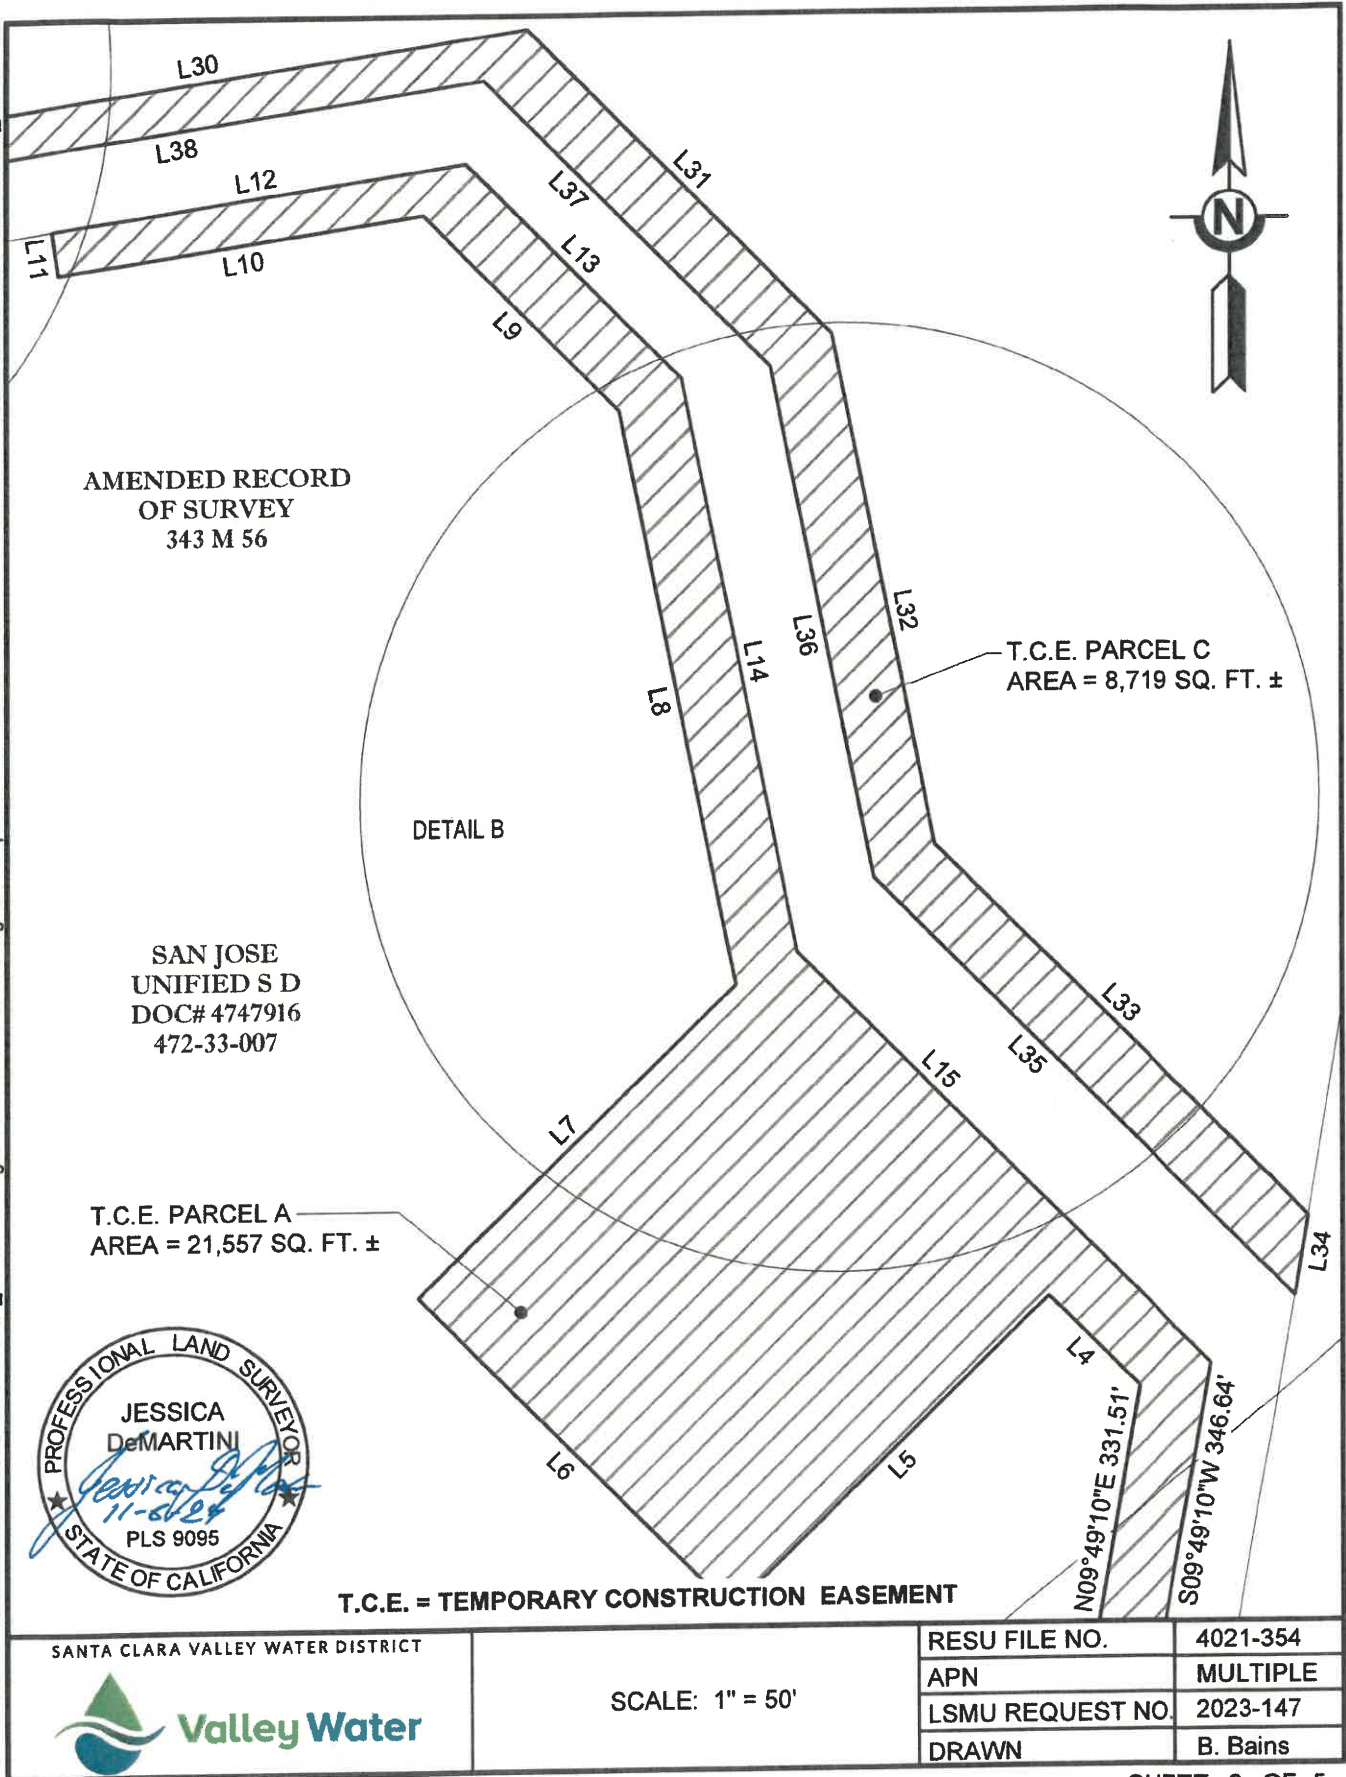 L30
L38
L12
L11
L10
L31
L37
L13
L9
N
AMENDED RECORD
OF SURVEY
343 M 56
L32
L36
L14
L8
T.C.E. PARCEL C
AREA = 8,719 SQ. FT. ±
DETAIL B
SAN JOSE
UNIFIED S D
DOC# 4747916
472-33-007
L33
L35
L15
L7
T.C.E. PARCEL A
AREA = 21,557 SQ. FT. ±
L34
L4
L5
L6
N09°49'10"E 331.51'
S09°49'10"W 346.64'
PROFESSIONAL LAND SURVEYOR
JESSICA
DeMARTINI
PLS 9095
STATE OF CALIFORNIA
T.C.E. = TEMPORARY CONSTRUCTION EASEMENT
SANTA CLARA VALLEY WATER DISTRICT
Valley Water
SCALE: 1" = 50'
RESU FILE NO. 4021-354
APN MULTIPLE
LSMU REQUEST NO. 2023-147
DRAWN B. Bains